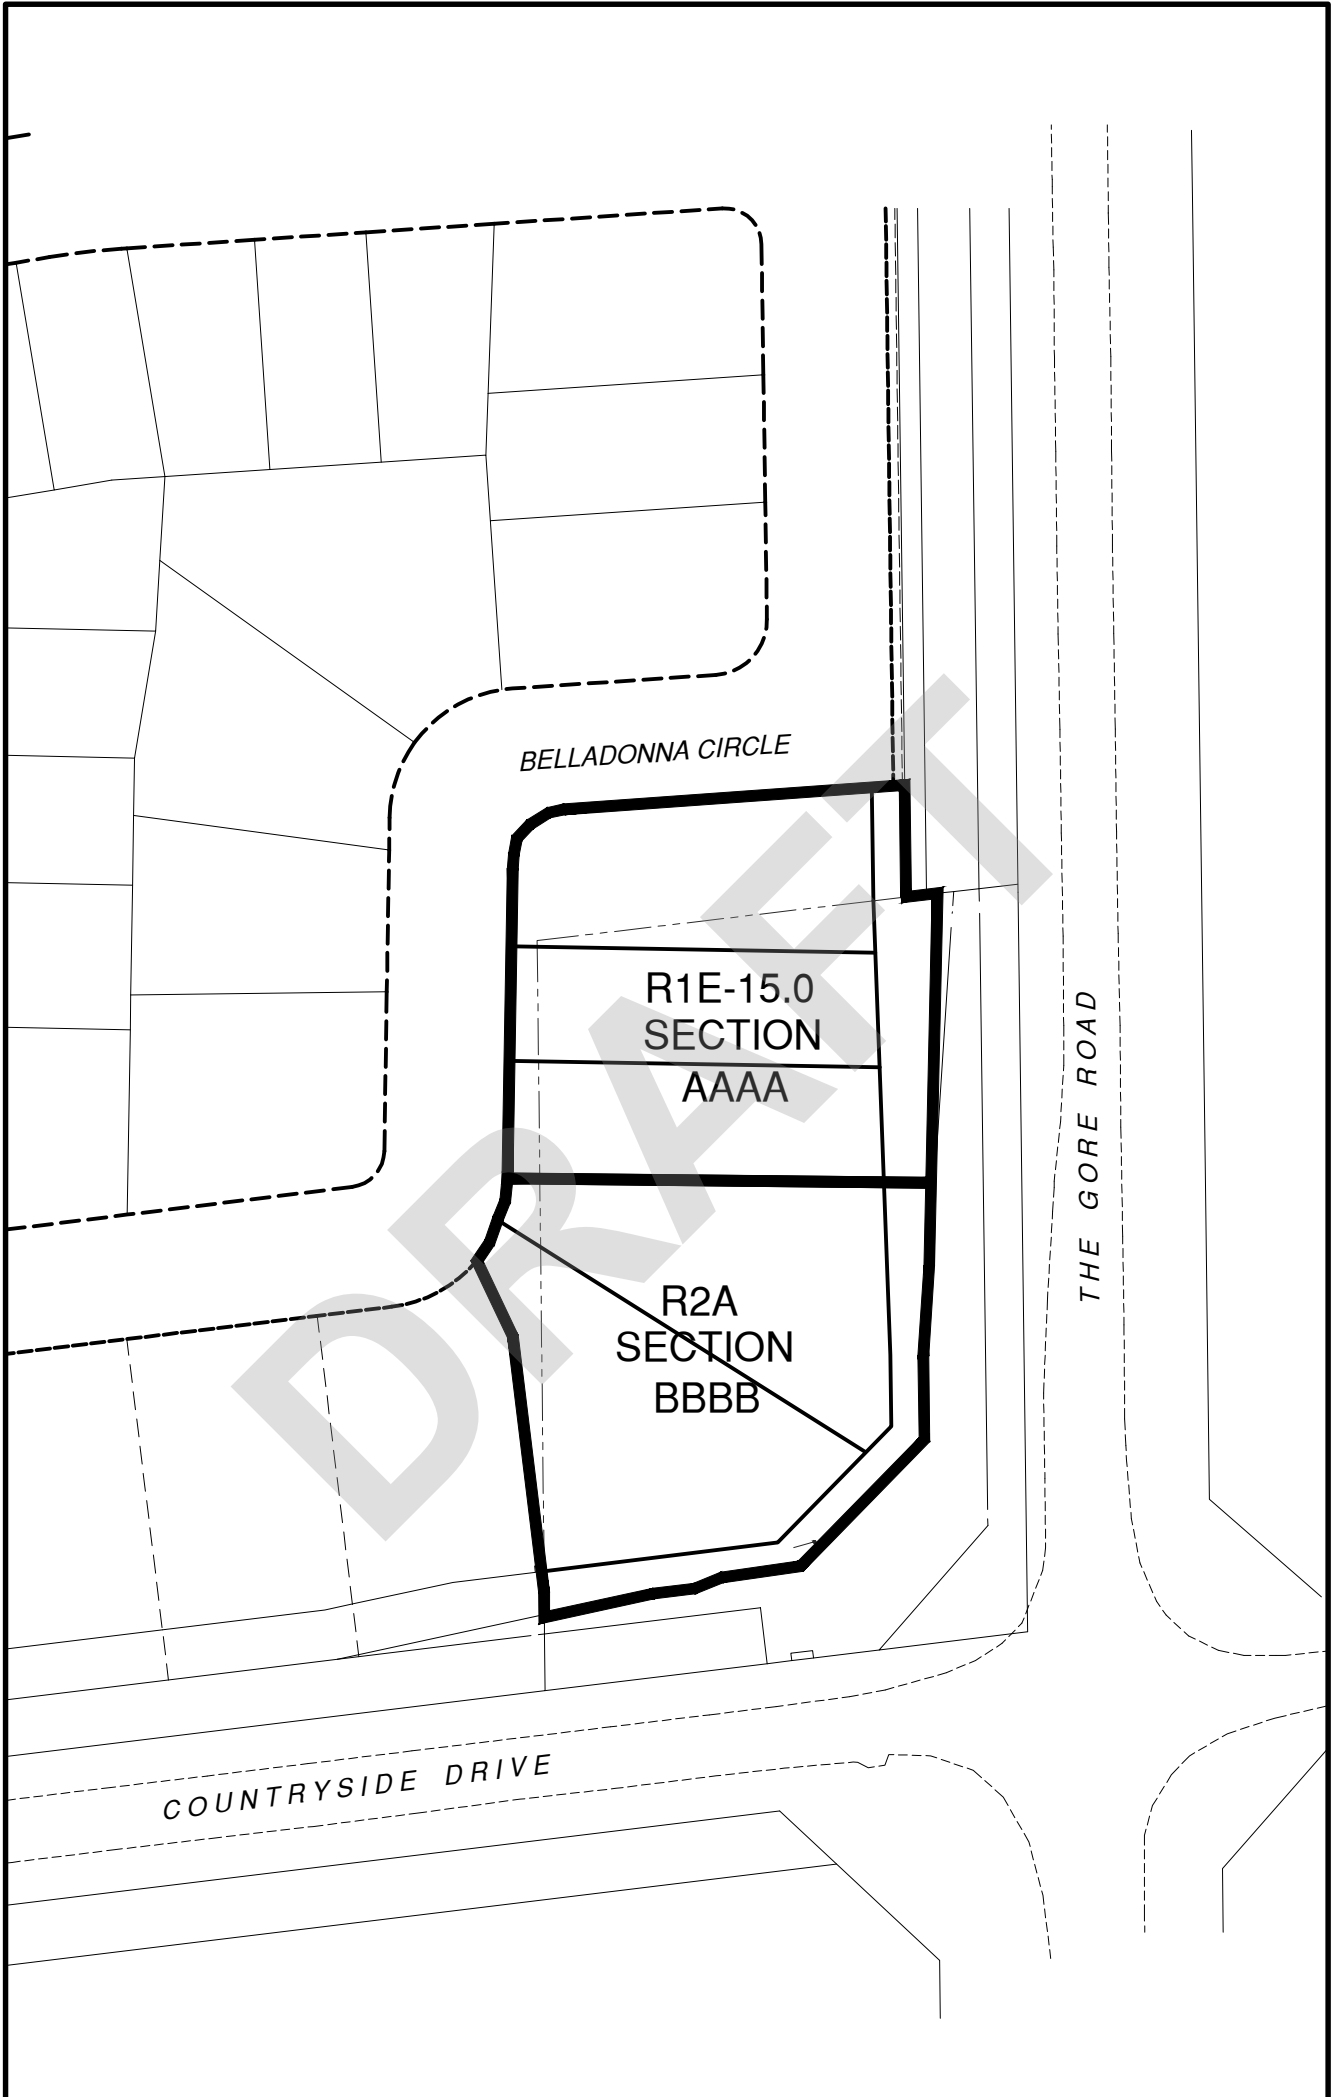 BELLADONNA CIRCLE
R1E-15.0
SECTION
AAAA
THE GORE ROAD
R2A
SECTION
BBBB
COUNTRYSIDE DRIVE
DRAFT